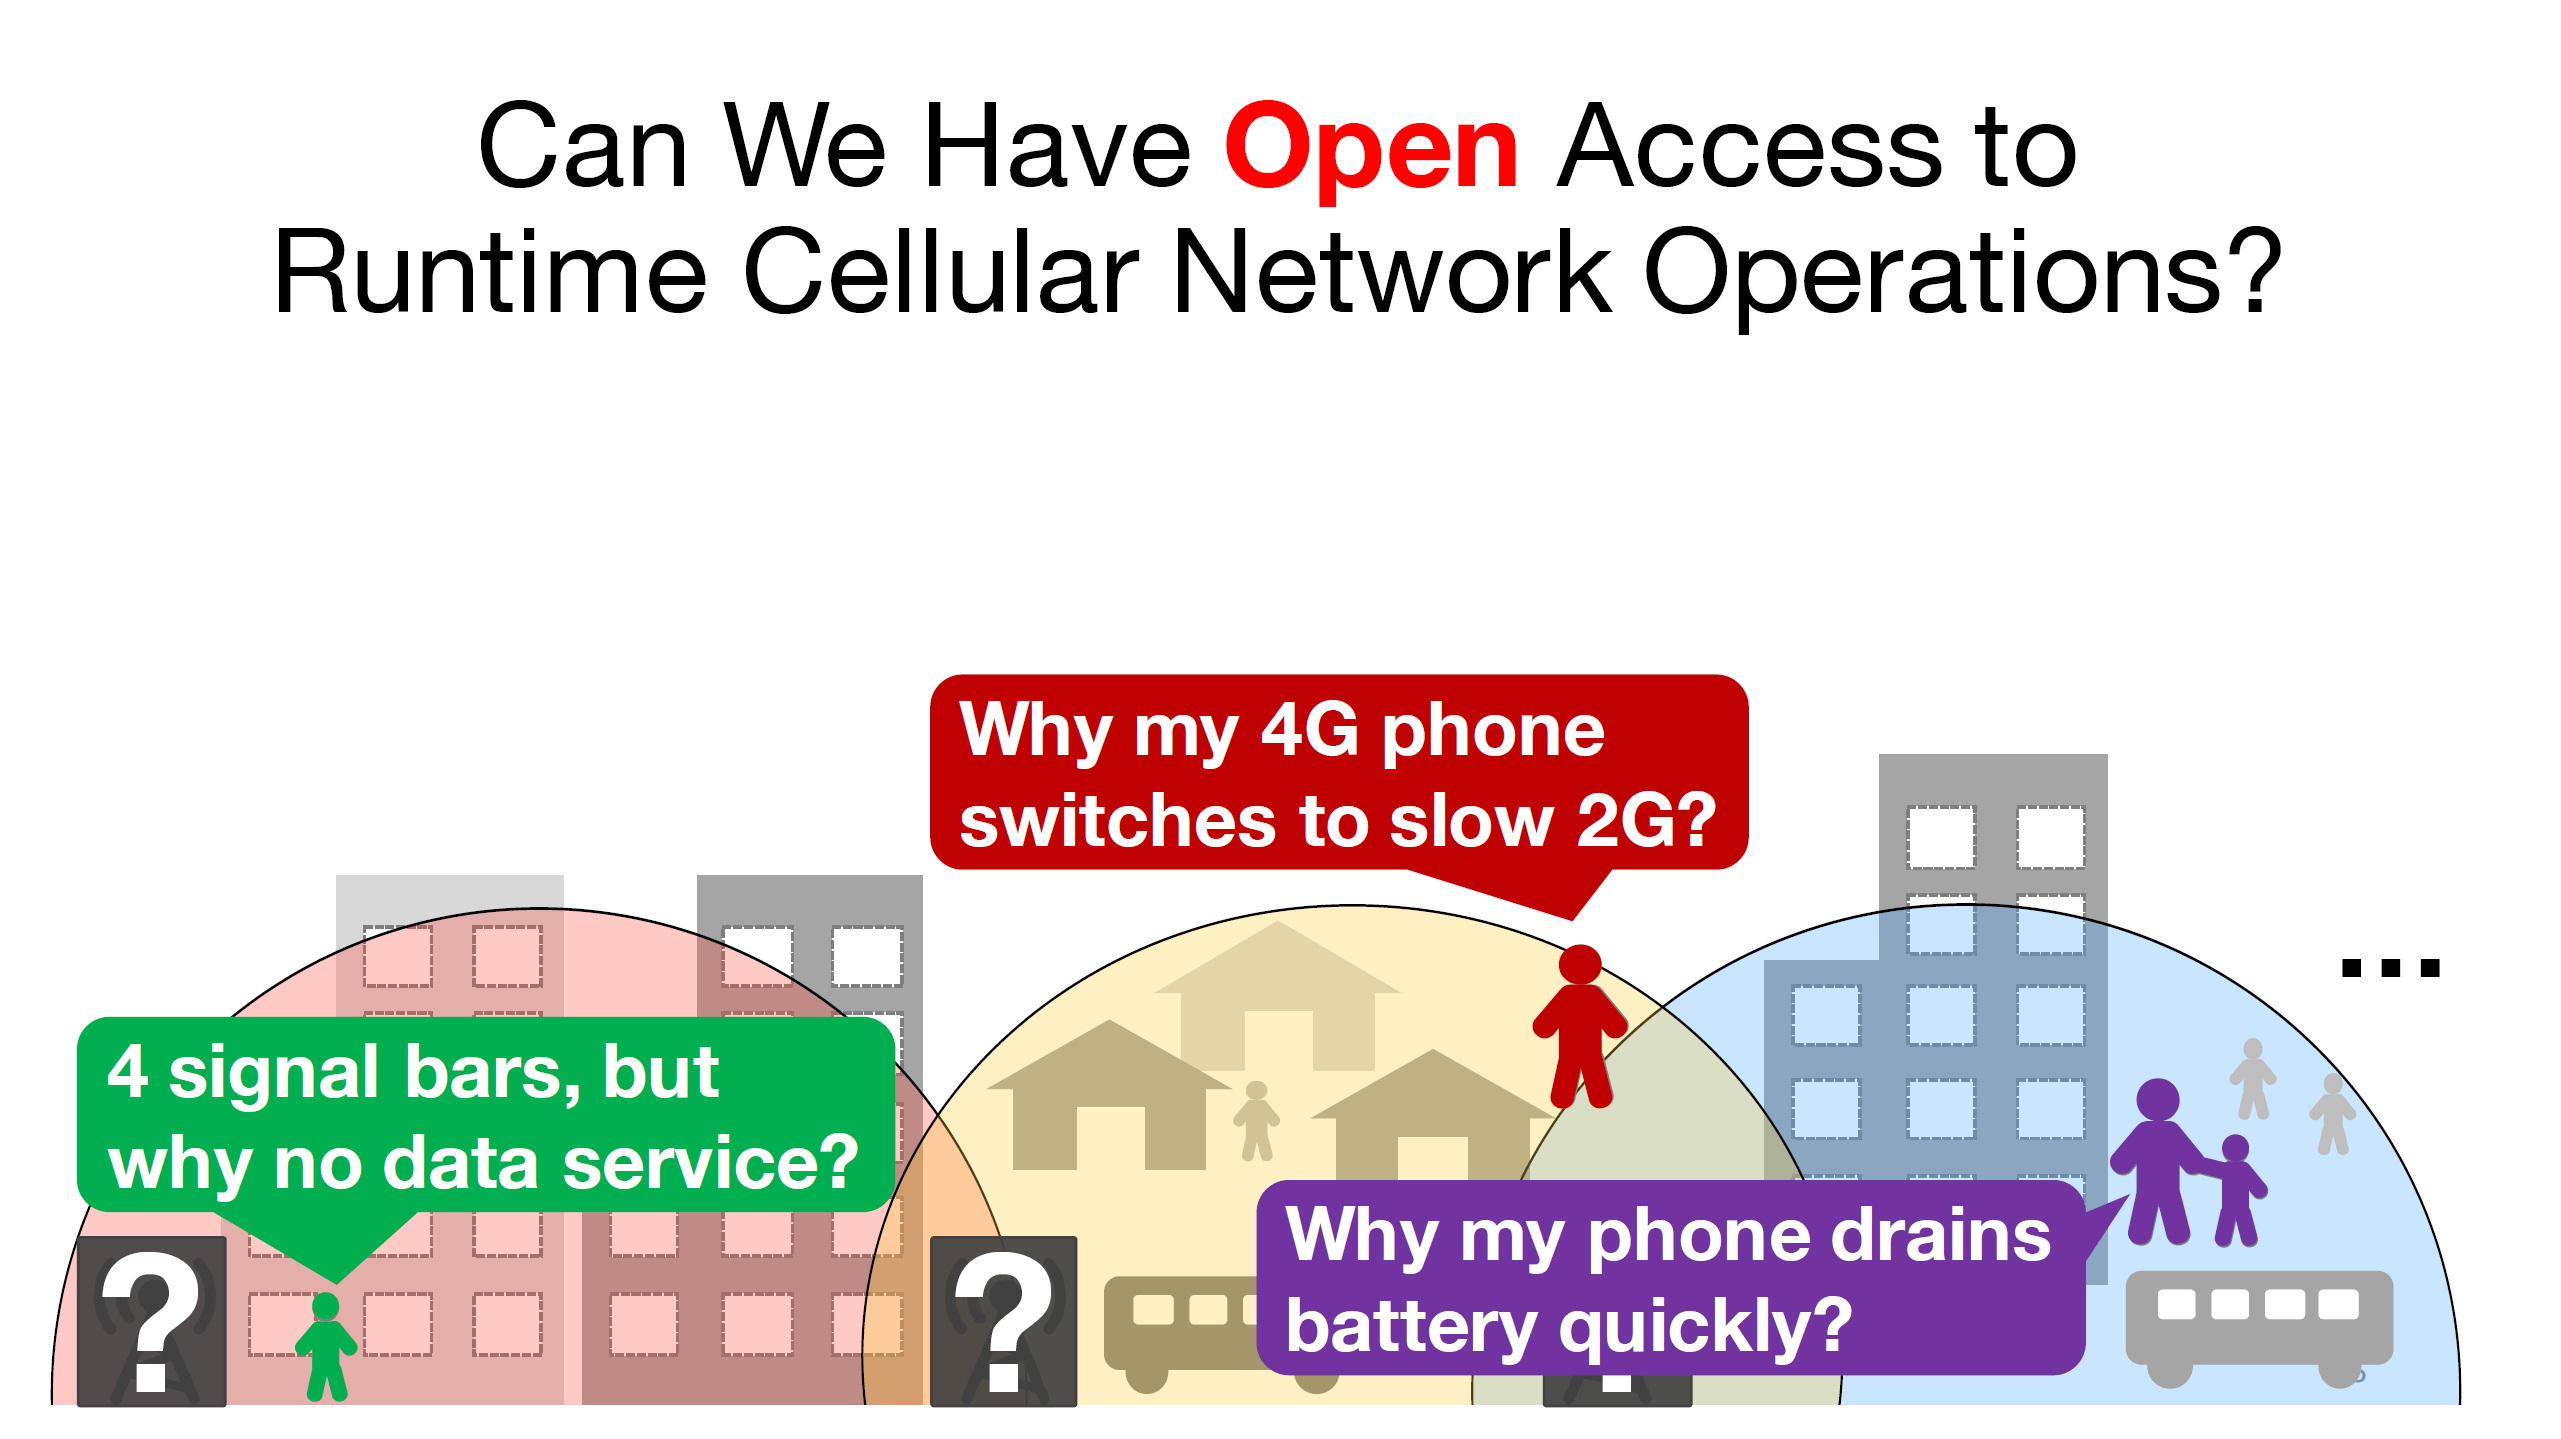 Can We Have Open Access to
Runtime Cellular Network Operations?
Why my 4G phone
switches to slow 2G?
...
4 signal bars, but
why no data service?
Why my phone drains
battery quickly?
?
?